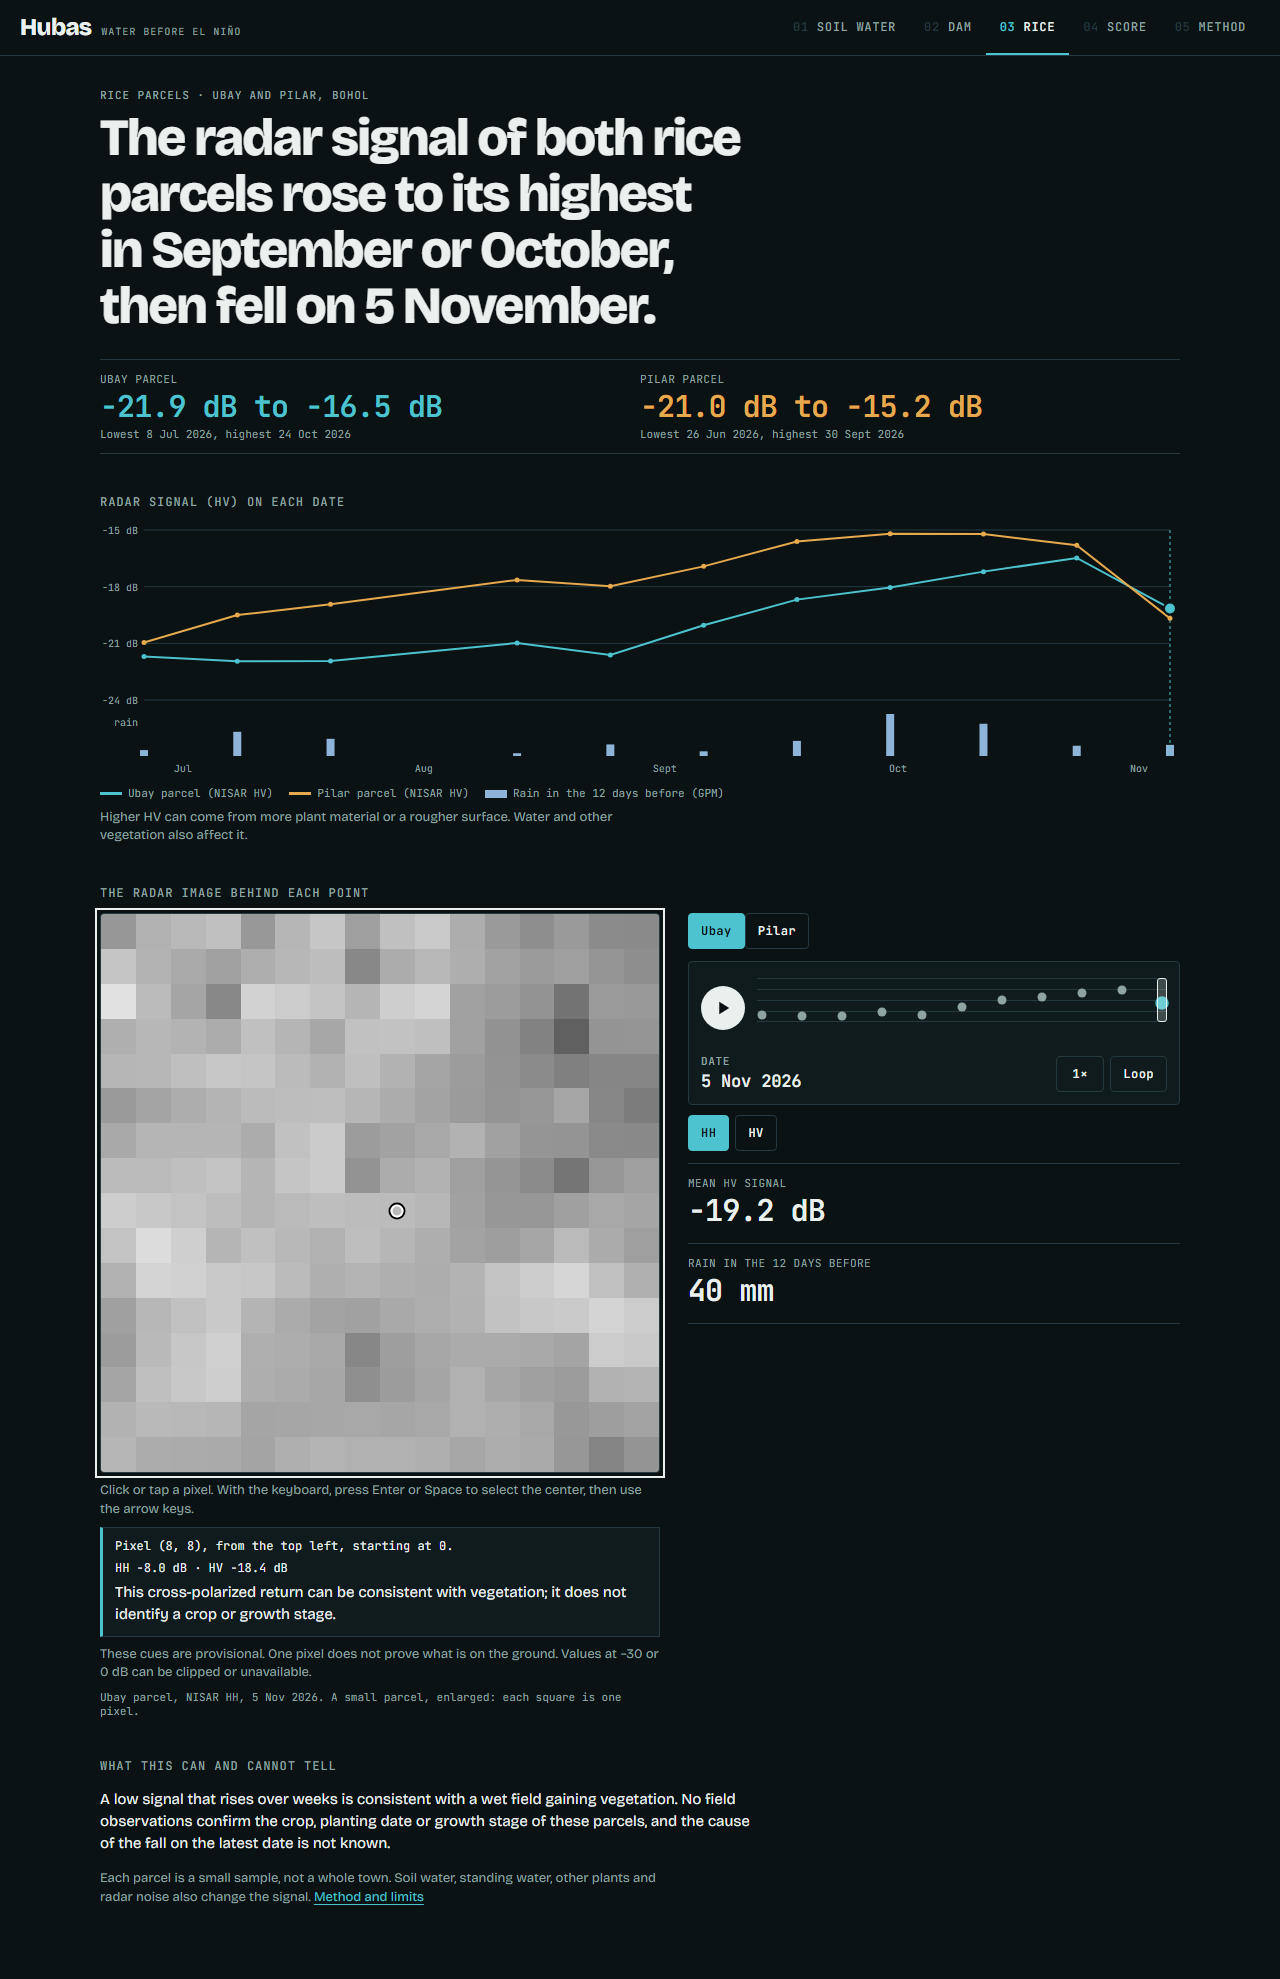 Hubas WATER BEFORE EL NIÑO
01 SOIL WATER 02 DAM 03 RICE 04 SCORE 05 METHOD
RICE PARCELS · UBAY AND PILAR, BOHOL
The radar signal of both rice
parcels rose to its highest
in September or October,
then fell on 5 November.
UBAY PARCEL
-21.9 dB to -16.5 dB
Lowest 8 Jul 2026, highest 24 Oct 2026
PILAR PARCEL
-21.0 dB to -15.2 dB
Lowest 26 Jun 2026, highest 30 Sept 2026
RADAR SIGNAL (HV) ON EACH DATE
-15 dB
-18 dB
-21 dB
-24 dB
rain
Jul Aug Sept Oct Nov
Ubay parcel (NISAR HV) Pilar parcel (NISAR HV) Rain in the 12 days before (GPM)
Higher HV can come from more plant material or a rougher surface. Water and other
vegetation also affect it.
THE RADAR IMAGE BEHIND EACH POINT
Ubay Pilar
DATE
5 Nov 2026
1× Loop
HH HV
MEAN HV SIGNAL
-19.2 dB
RAIN IN THE 12 DAYS BEFORE
40 mm
Click or tap a pixel. With the keyboard, press Enter or Space to select the center, then use
the arrow keys.
Pixel (8, 8), from the top left, starting at 0.
HH -8.0 dB · HV -18.4 dB
This cross-polarized return can be consistent with vegetation; it does not
identify a crop or growth stage.
These cues are provisional. One pixel does not prove what is on the ground. Values at −30 or
0 dB can be clipped or unavailable.
Ubay parcel, NISAR HH, 5 Nov 2026. A small parcel, enlarged: each square is one
pixel.
WHAT THIS CAN AND CANNOT TELL
A low signal that rises over weeks is consistent with a wet field gaining vegetation. No field
observations confirm the crop, planting date or growth stage of these parcels, and the cause
of the fall on the latest date is not known.
Each parcel is a small sample, not a whole town. Soil water, standing water, other plants and
radar noise also change the signal. Method and limits